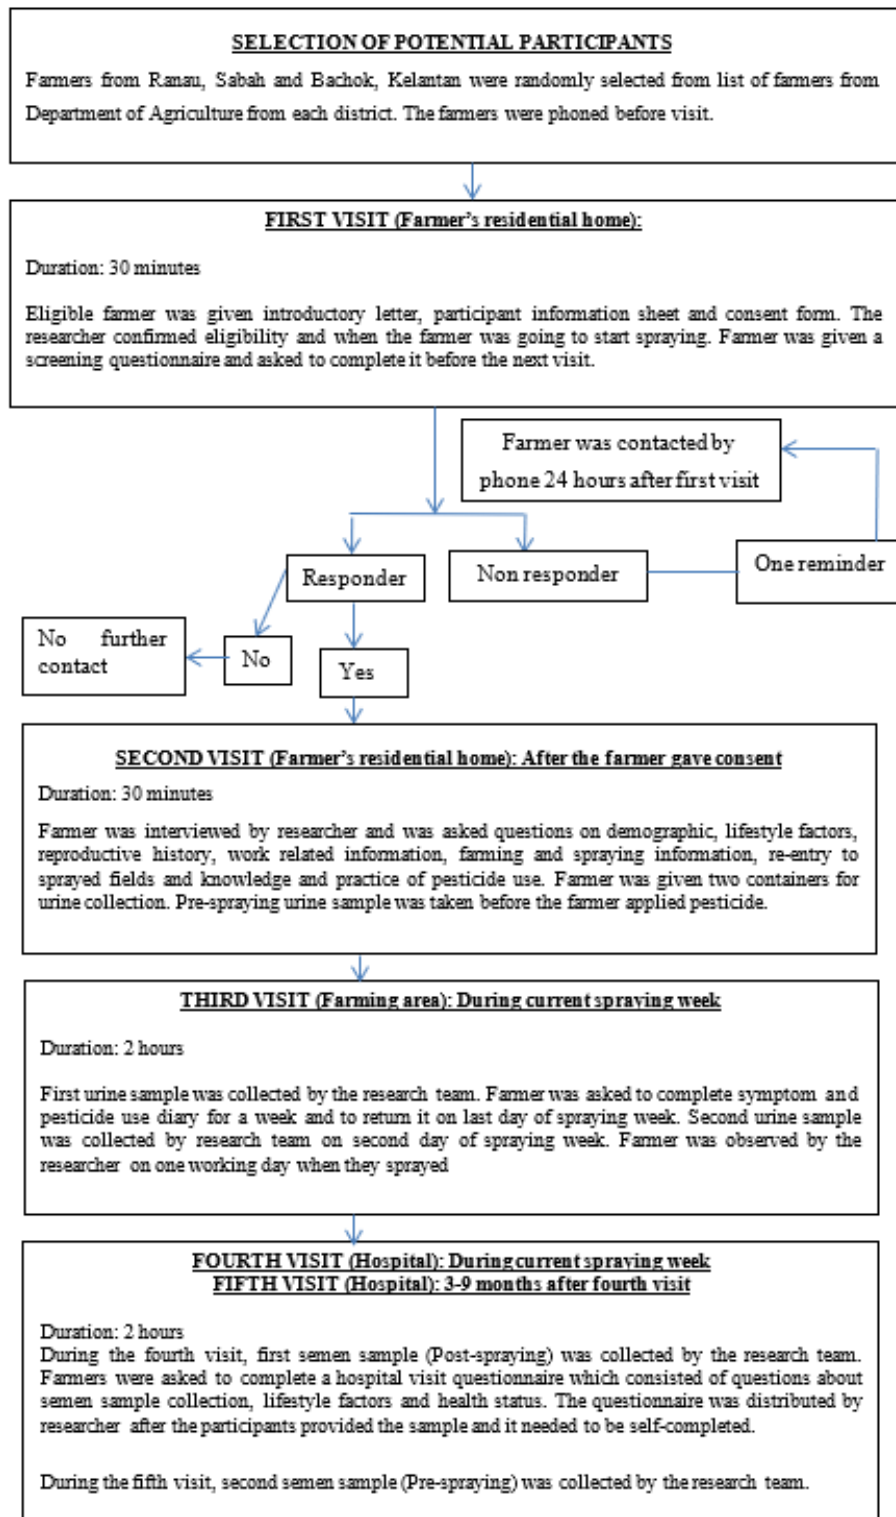 SELECTION OF POTENTIAL PARTICIPANTS
Farmers from Ranau, Sabah and Bachok, Kelantan were randomly selected from list of farmers from
Department of Agriculture from each district. The farmers were phoned before visit.
FIRST VISIT (Farmer's residential home):
Duration: 30 minutes
Eligible farmer was given introductory letter, participant information sheet and consent form. The
researcher confirmed eligibility and when the farmer was going to start spraying. Farmer was given a
screening questionnaire and asked to complete it before the next visit.
Farmer was contacted by
phone 24 hours after first visit
Responder
Non responder
One reminder
No further
contact
No
Yes
SECOND VISIT (Farmer's residential home): After the farmer gave consent
Duration: 30 minutes
Farmer was interviewed by researcher and was asked questions on demographic, lifestyle factors,
reproductive history, work related information, farming and spraying information, re-entry to
sprayed fields and knowledge and practice of pesticide use. Farmer was given two containers for
urine collection. Pre-spraying urine sample was taken before the farmer applied pesticide.
THIRD VISIT (Farming area): During current spraying week
Duration: 2 hours
First urine sample was collected by the research team. Farmer was asked to complete symptom and
pesticide use diary for a week and to return it on last day of spraying week. Second urine sample
was collected by research team on second day of spraying week. Farmer was observed by the
researcher on one working day when they sprayed
FOURTH VISIT (Hospital): During current spraying week
FIFTH VISIT (Hospital): 3-9 months after fourth visit
Duration: 2 hours
During the fourth visit, first semen sample (Post-spraying) was collected by the research team.
Farmers were asked to complete a hospital visit questionnaire which consisted of questions about
semen sample collection, lifestyle factors and health status. The questionnaire was distributed by
researcher after the participants provided the sample and it needed to be self-completed.
During the fifth visit, second semen sample (Pre-spraying) was collected by the research team.